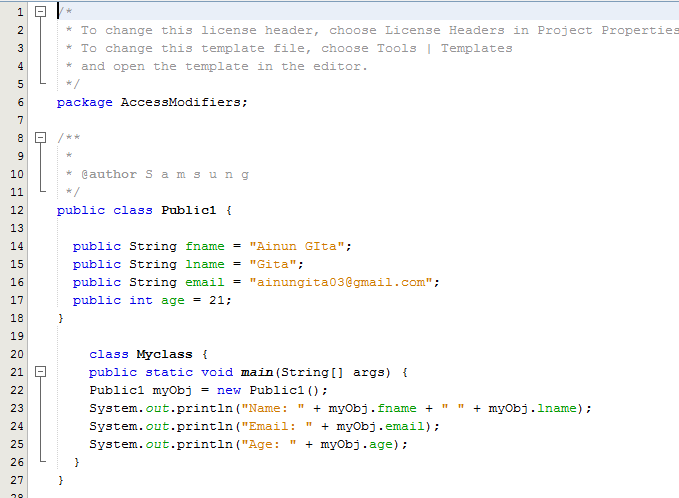 1 /*
2  * To change this license header, choose License Headers in Project Properties
3  * To change this template file, choose Tools | Templates
4  * and open the template in the editor.
5  */
6 package AccessModifiers;
7
8 /**
9  *
10  * @author S a m s u n g
11  */
12 public class Public1 {
13
14   public String fname = "Ainun GIta";
15   public String lname = "Gita";
16   public String email = "ainungita03@gmail.com";
17   public int age = 21;
18 }
19
20     class Myclass {
21     public static void main(String[] args) {
22     Public1 myObj = new Public1();
23     System.out.println("Name: " + myObj.fname + " " + myObj.lname);
24     System.out.println("Email: " + myObj.email);
25     System.out.println("Age: " + myObj.age);
26   }
27 }
28